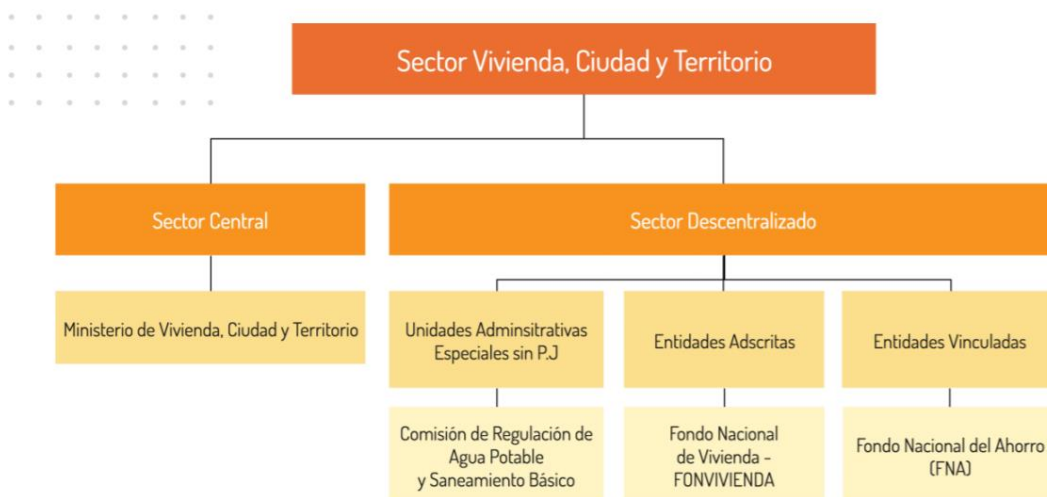 Sector Vivienda, Ciudad y Territorio
Sector Central
Sector Descentralizado
Ministerio de Vivienda, Ciudad y Territorio
Unidades Adminsitrativas
Especiales sin P.J
Entidades Adscritas
Entidades Vinculadas
Comisión de Regulación de
Agua Potable
y Saneamiento Básico
Fondo Nacional
de Vivienda -
FONVIVIENDA
Fondo Nacional del Ahorro
(FNA)